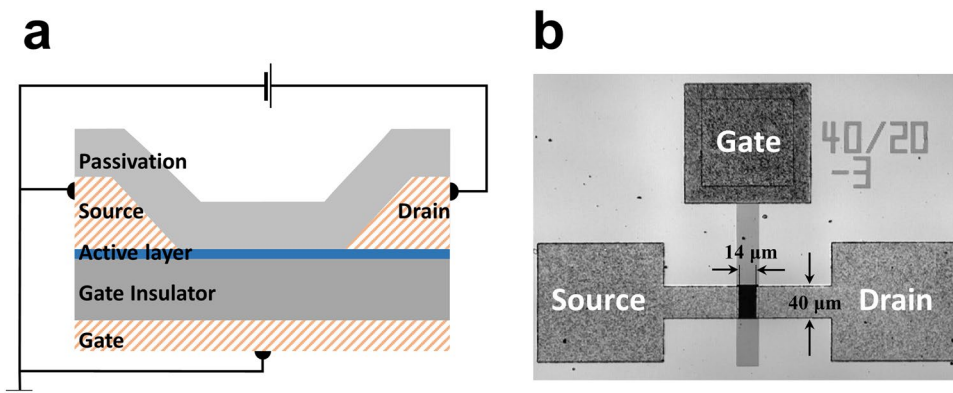 a
Passivation
Source
Drain
Active layer
Gate Insulator
Gate
b
Gate
40/20
-3
14 μm
Source
40 μm
Drain